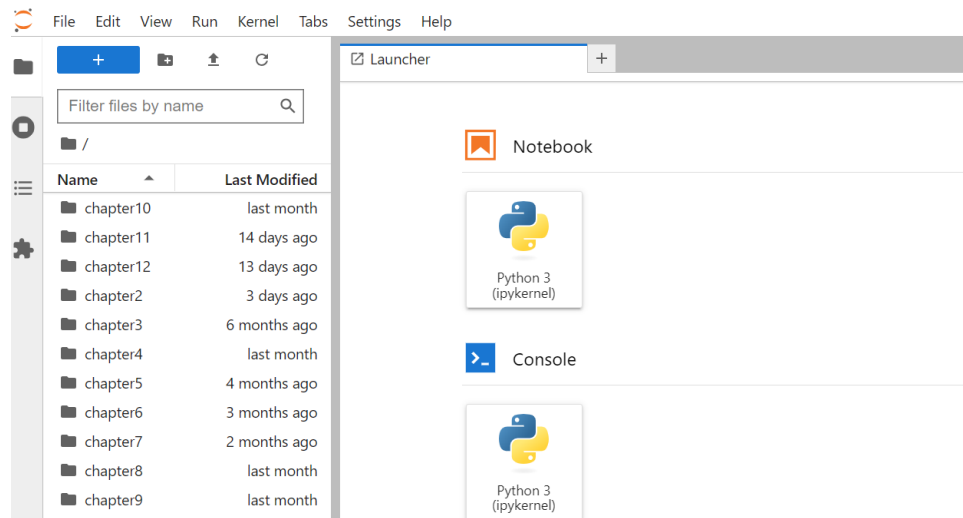 File Edit View Run Kernel Tabs Settings Help
+
Launcher
+
Filter files by name
/
Name Last Modified
chapter10 last month
chapter11 14 days ago
chapter12 13 days ago
chapter2 3 days ago
chapter3 6 months ago
chapter4 last month
chapter5 4 months ago
chapter6 3 months ago
chapter7 2 months ago
chapter8 last month
chapter9 last month
Notebook
Python 3
(ipykernel)
Console
Python 3
(ipykernel)